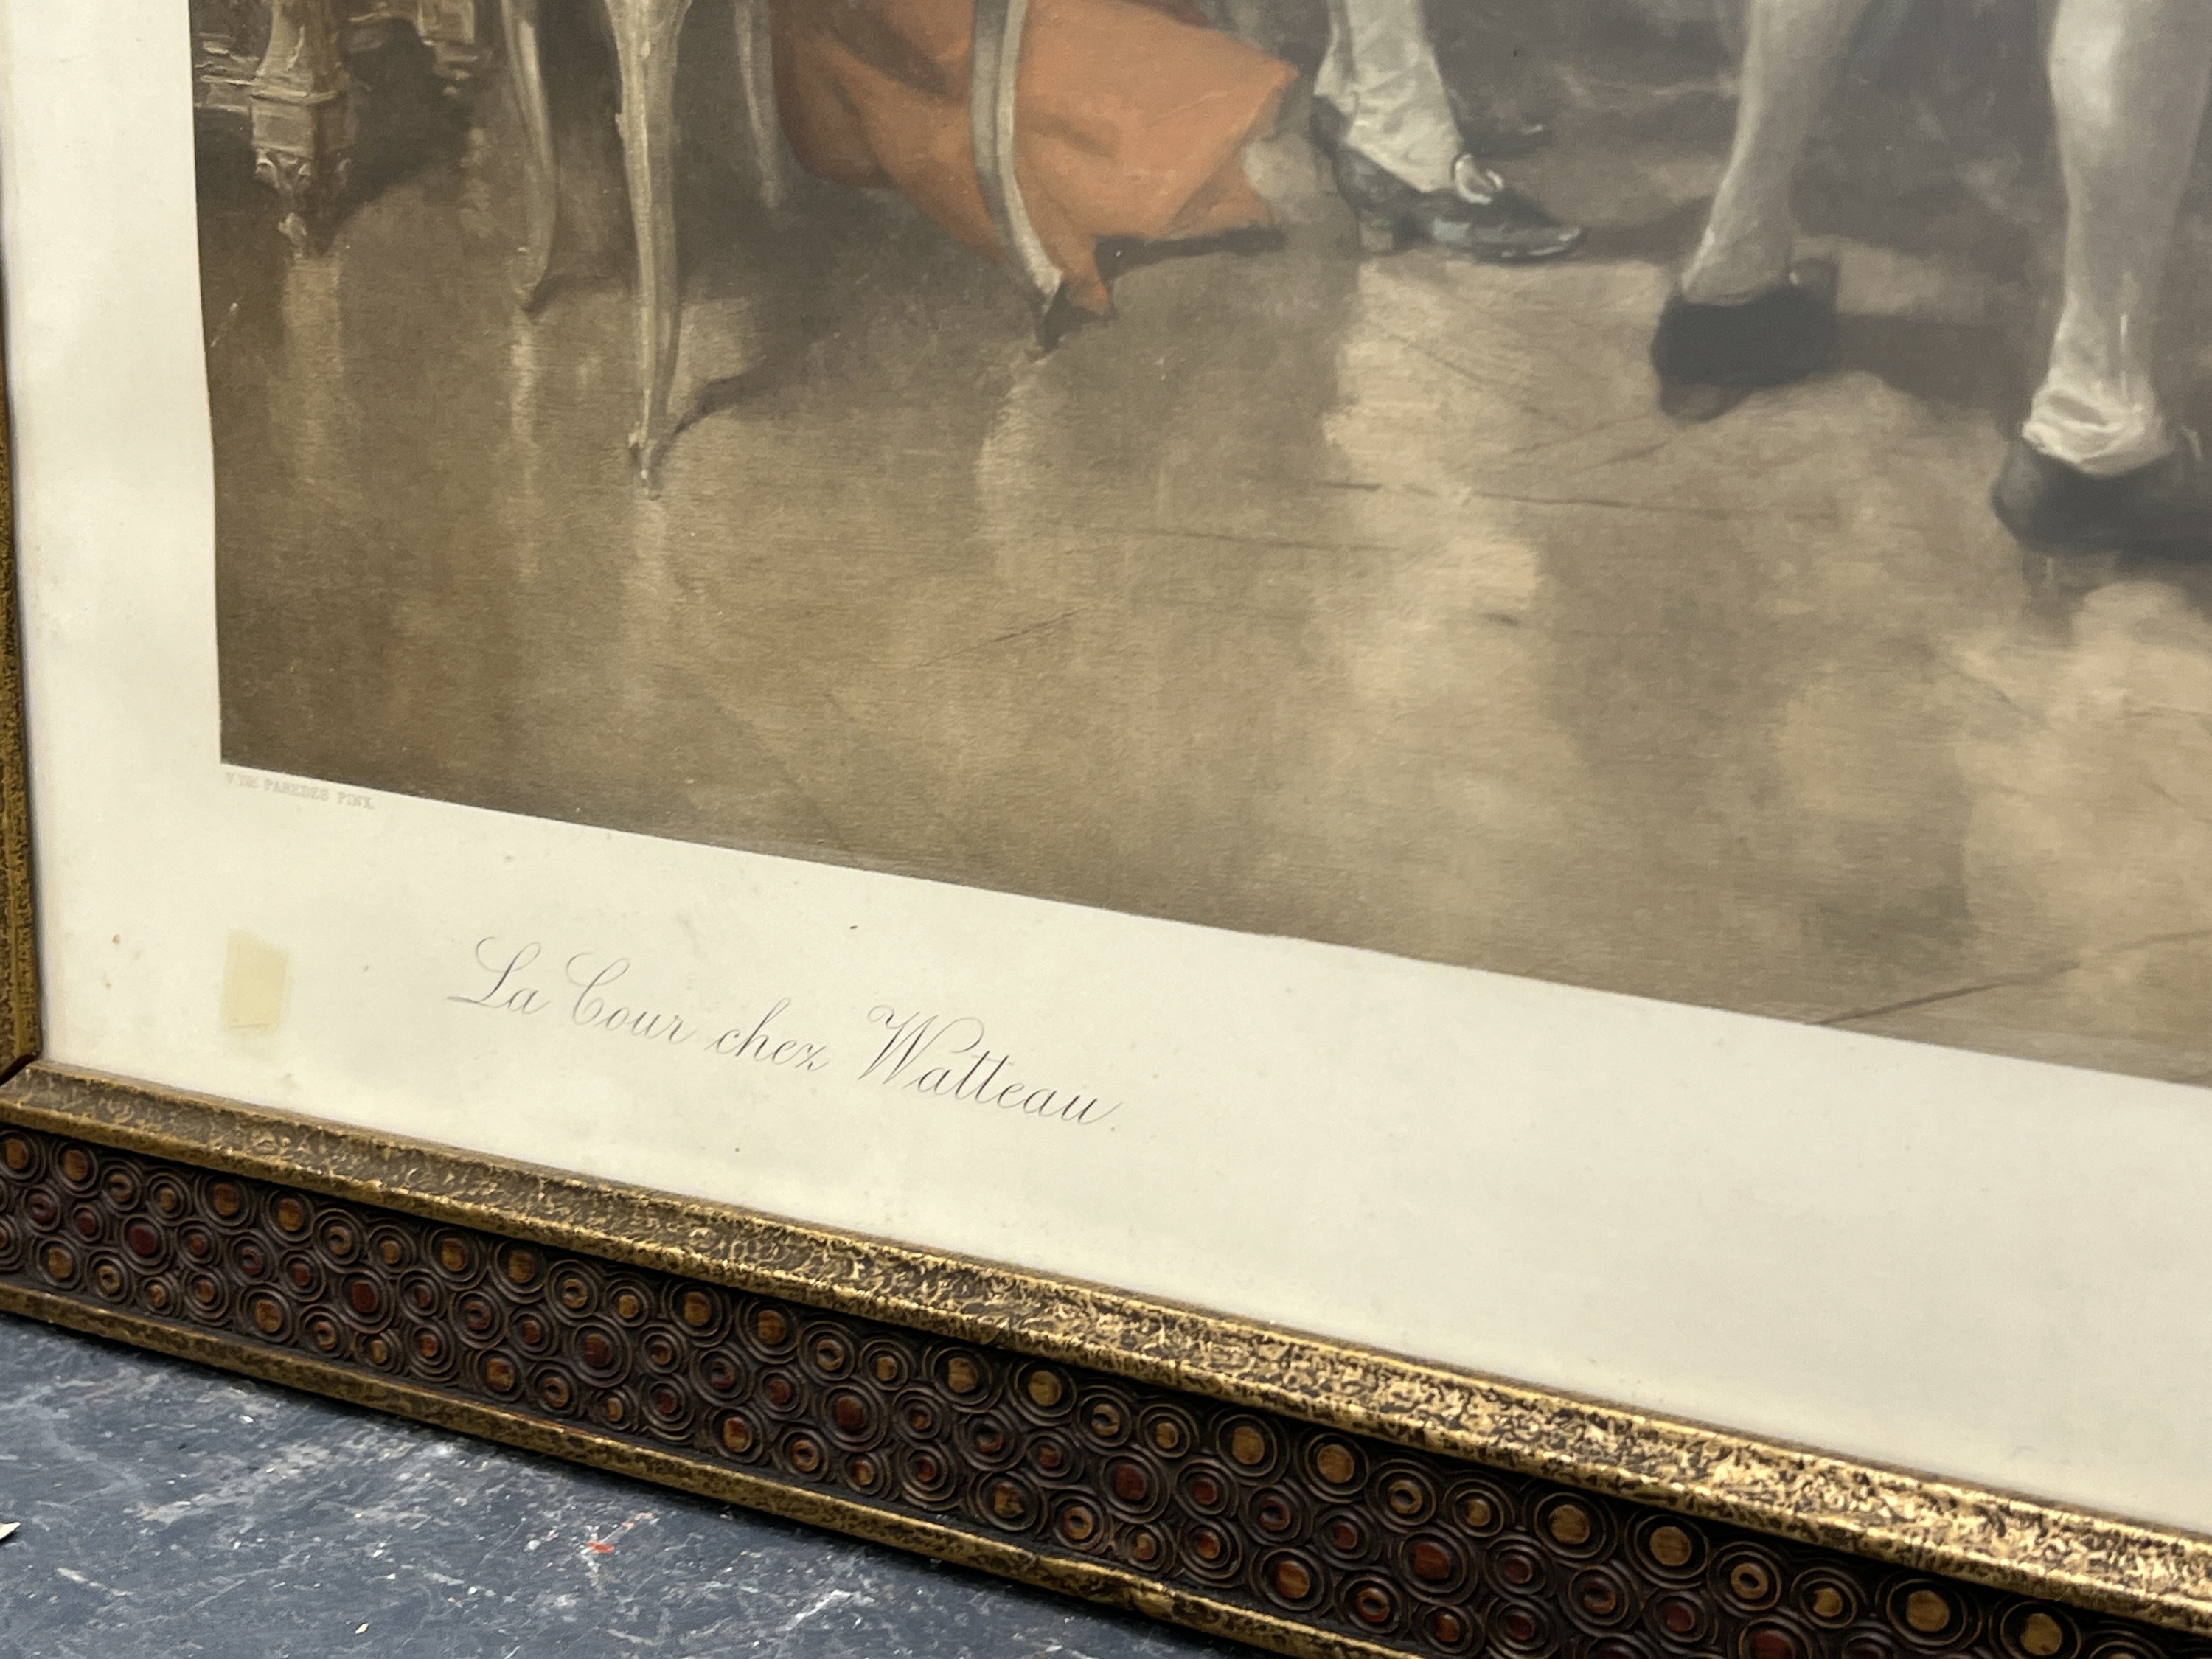 V. DE PAREDES PINX.
La Cour chez Watteau.